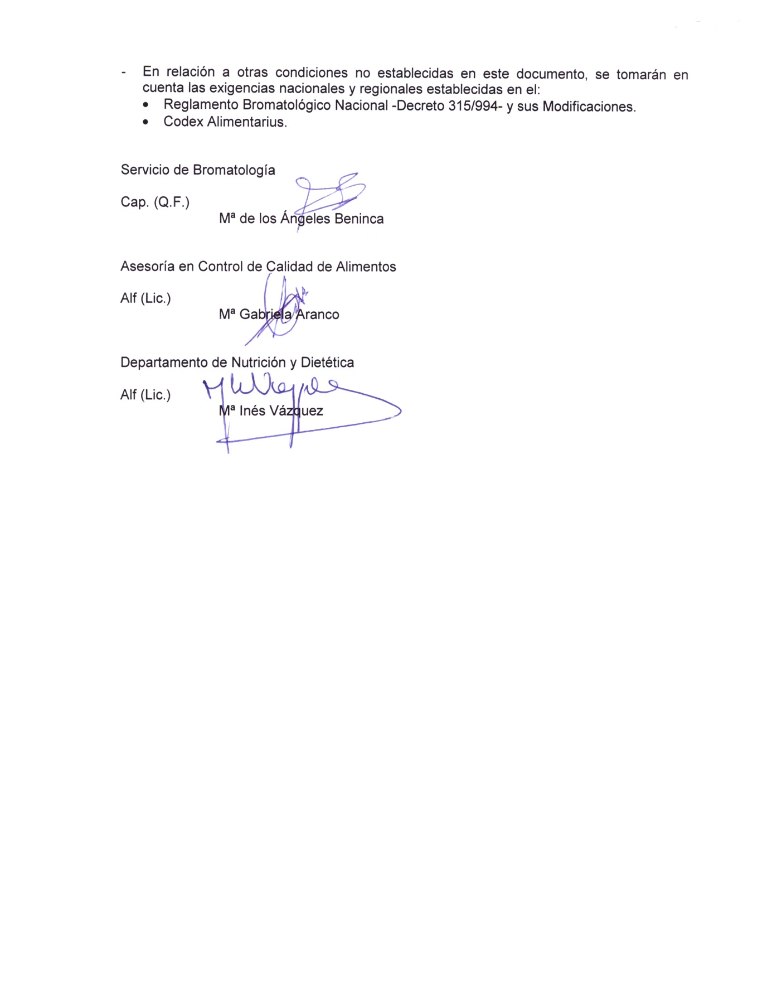 - En relación a otras condiciones no establecidas en este documento, se tomarán en
cuenta las exigencias nacionales y regionales establecidas en el:
• Reglamento Bromatológico Nacional -Decreto 315/994- y sus Modificaciones.
• Codex Alimentarius.
Servicio de Bromatología
Cap. (Q.F.)
Mª de los Ángeles Beninca
Asesoría en Control de Calidad de Alimentos
Alf (Lic.)
Mª Gabriela Aranco
Departamento de Nutrición y Dietética
Alf (Lic.)
Mª Inés Vázquez